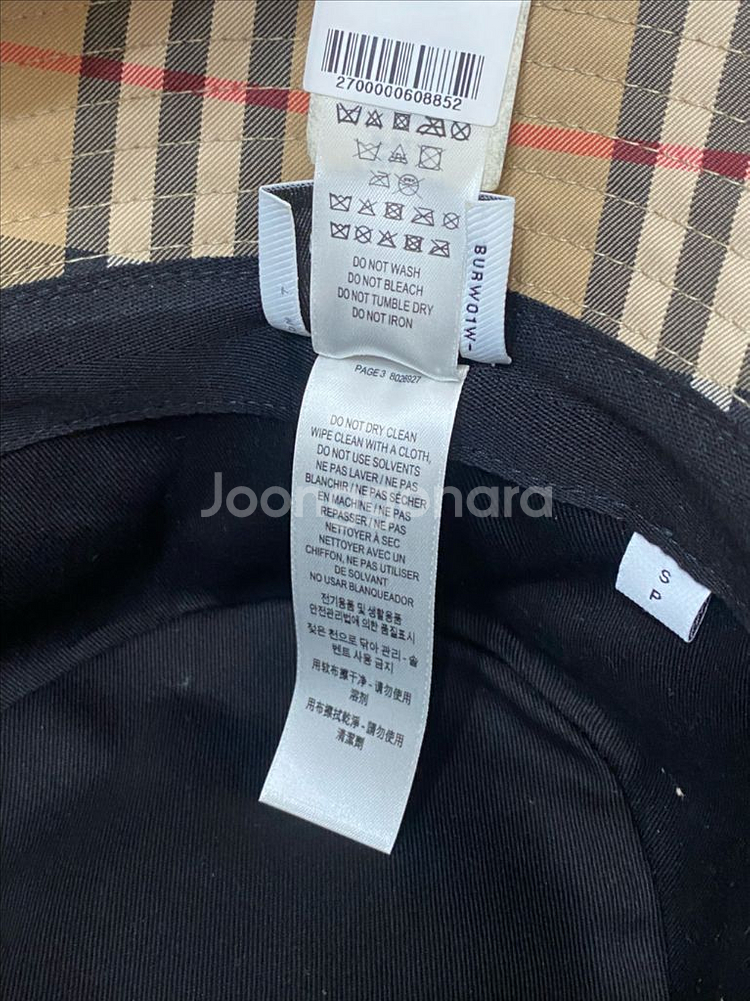 2700000608852
DO NOT WASH
DO NOT BLEACH
DO NOT TUMBLE DRY
DO NOT IRON
BURW01W-
PAGE 3 8026927
DO NOT DRY CLEAN
WIPE CLEAN WITH A CLOTH,
DO NOT USE SOLVENTS
NE PAS LAVER / NE PAS
BLANCHIR / NE PAS SÉCHER
EN MACHINE / NE PAS
REPASSER / NE PAS
NETTOYER À SEC
NETTOYER AVEC UN
CHIFFON, NE PAS UTILISER
DE SOLVANT
NO USAR BLANQUEADOR
전기용품 및 생활용품
안전관리법에 의한 품질표시
젖은 천으로 닦아 관리 - 솔
벤트 사용 금지
用软布擦干净 - 请勿使用
溶剂
用布擦拭乾淨 - 請勿使用
清潔劑
S
P
Joongonara